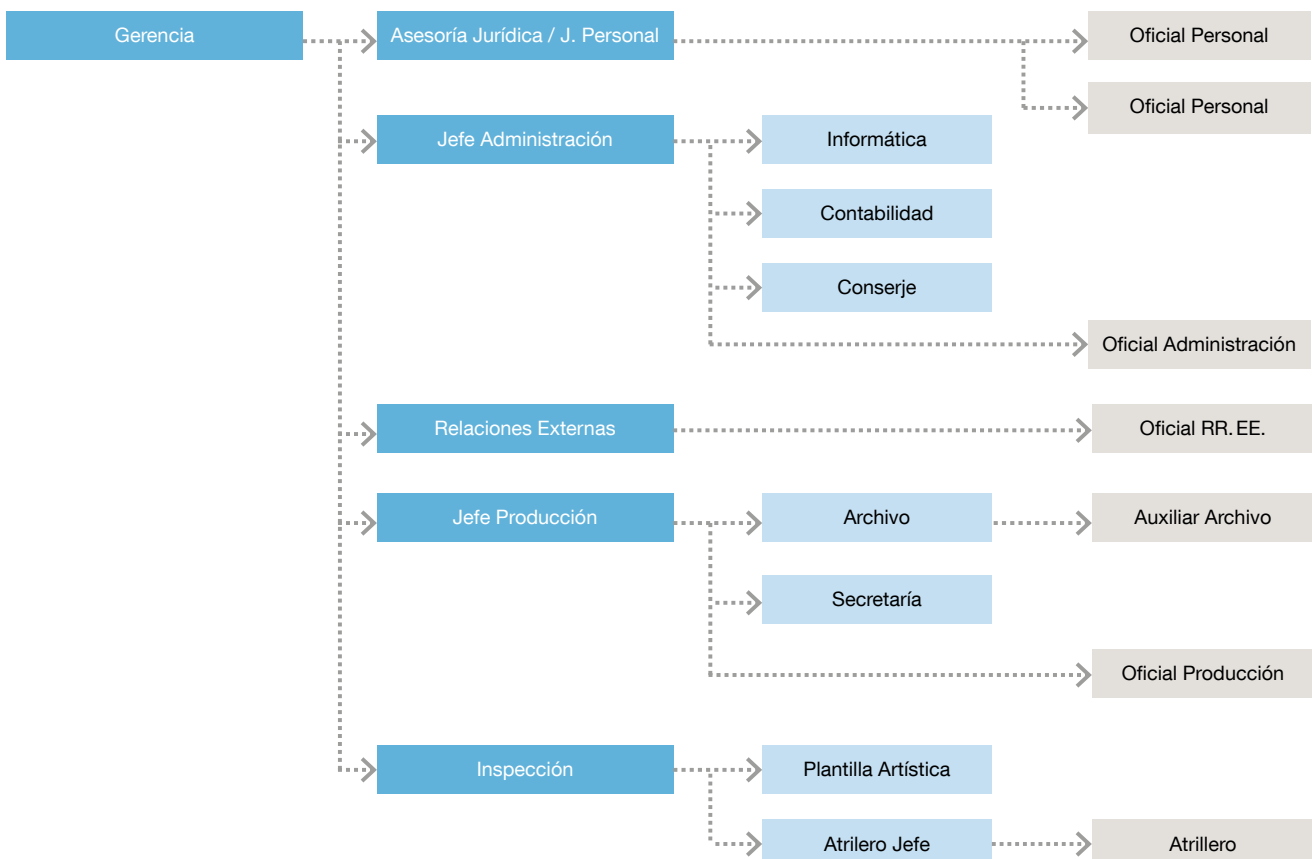 Gerencia
Asesoría Jurídica / J. Personal
Oficial Personal
Oficial Personal
Jefe Administración
Informática
Contabilidad
Conserje
Oficial Administración
Relaciones Externas
Oficial RR. EE.
Jefe Producción
Archivo
Auxiliar Archivo
Secretaría
Oficial Producción
Inspección
Plantilla Artística
Atrilero Jefe
Atrillero